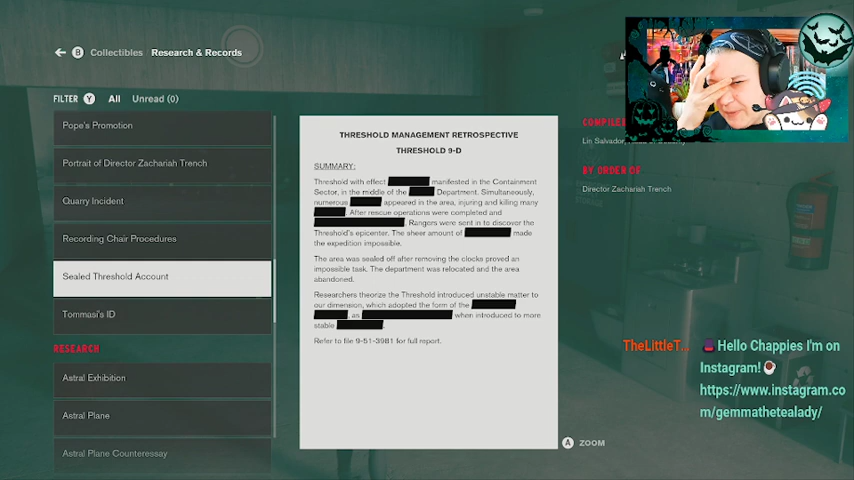 B Collectibles Research & Records
FILTER Y All Unread (0)
Pope's Promotion
Portrait of Director Zachariah Trench
Quarry Incident
Recording Chair Procedures
Sealed Threshold Account
Tommasi's ID
RESEARCH
Astral Exhibition
Astral Plane
Astral Plane Counteressay
THRESHOLD MANAGEMENT RETROSPECTIVE
THRESHOLD 9-D
SUMMARY:
Threshold with effect manifested in the Containment
Sector, in the middle of the Department. Simultaneously,
numerous appeared in the area, injuring and killing many
. After rescue operations were completed and
. Rangers were sent in to discover the
Threshold's epicenter. The sheer amount of made
the expedition impossible.
The area was sealed off after removing the clocks proved an
impossible task. The department was relocated and the area
abandoned.
Researchers theorize the Threshold introduced unstable matter to
our dimension, which adopted the form of the
, an when introduced to more
stable .
Refer to file 9-51-3981 for full report.
A ZOOM
COMPILED
Lin Salvador,
BY ORDER OF
Director Zachariah Trench
TheLittleT... Hello Chappies I'm on
Instagram!
https://www.instagram.co
m/gemmathetealady/